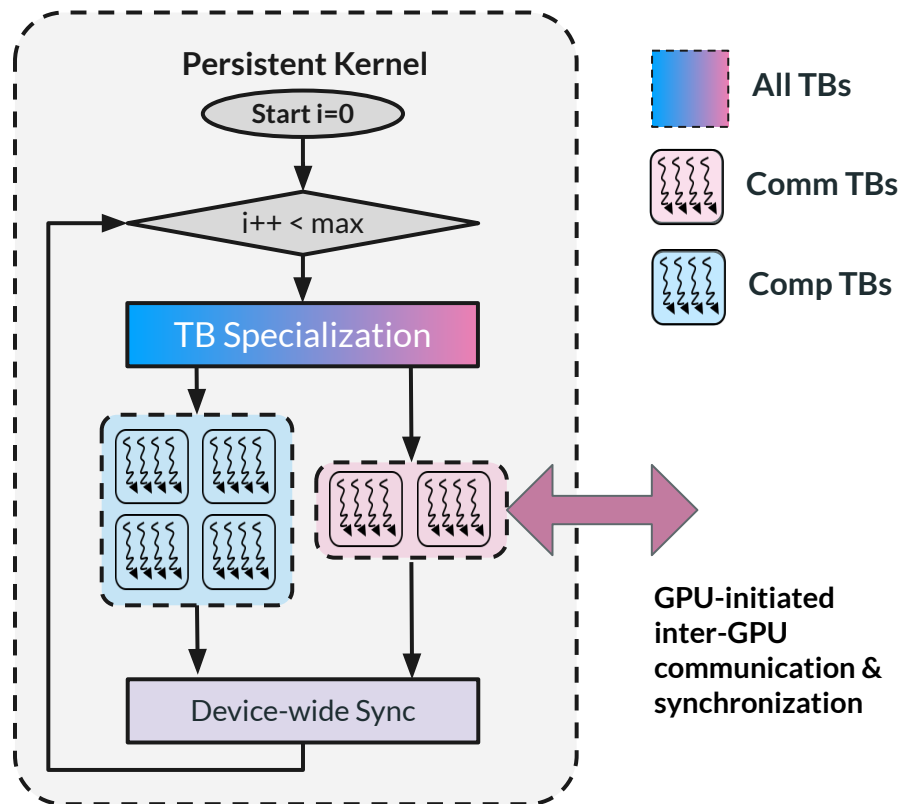 Persistent Kernel
Start i=0
i++ < max
TB Specialization
Device-wide Sync
All TBs
Comm TBs
Comp TBs
GPU-initiated
inter-GPU
communication &
synchronization